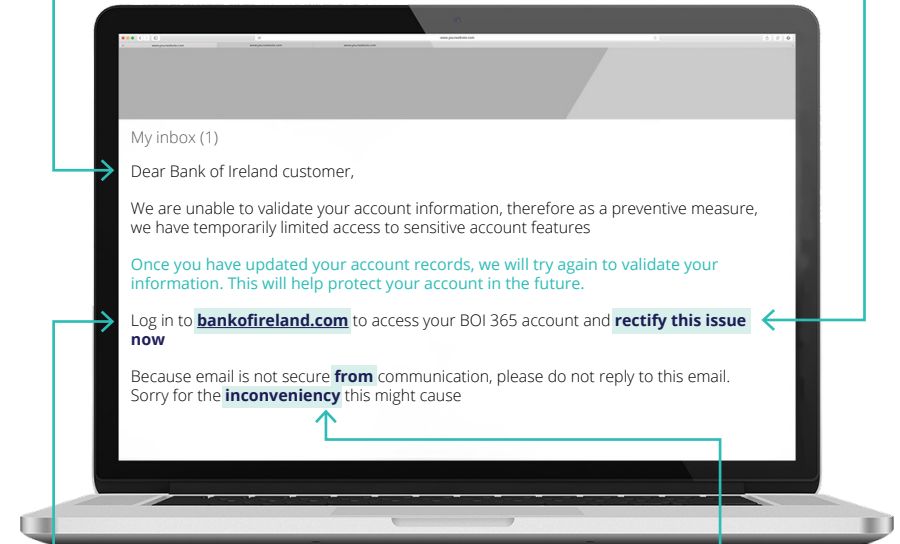 www.yourwebsite.com
My inbox (1)
Dear Bank of Ireland customer,
We are unable to validate your account information, therefore as a preventive measure,
we have temporarily limited access to sensitive account features
Once you have updated your account records, we will try again to validate your
information. This will help protect your account in the future.
Log in to bankofireland.com to access your BOI 365 account and rectify this issue
now
Because email is not secure from communication, please do not reply to this email.
Sorry for the inconveniency this might cause